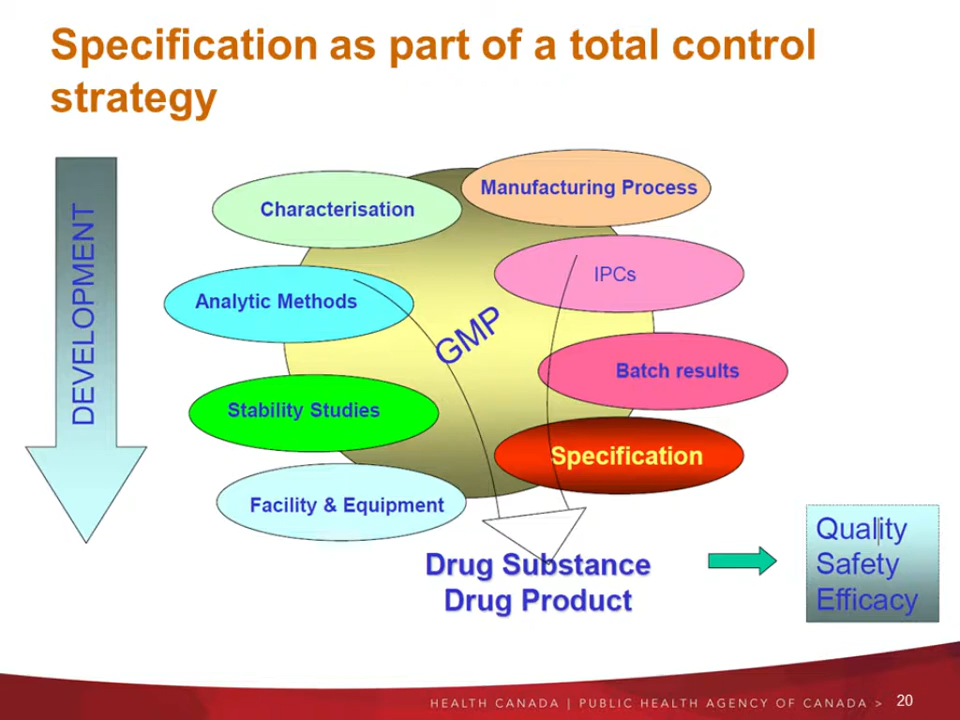 Specification as part of a total control
strategy
DEVELOPMENT
Characterisation
Manufacturing Process
Analytic Methods
IPCs
GMP
Batch results
Stability Studies
Specification
Facility & Equipment
Drug Substance
Drug Product
Quality
Safety
Efficacy
HEALTH CANADA | PUBLIC HEALTH AGENCY OF CANADA >
20